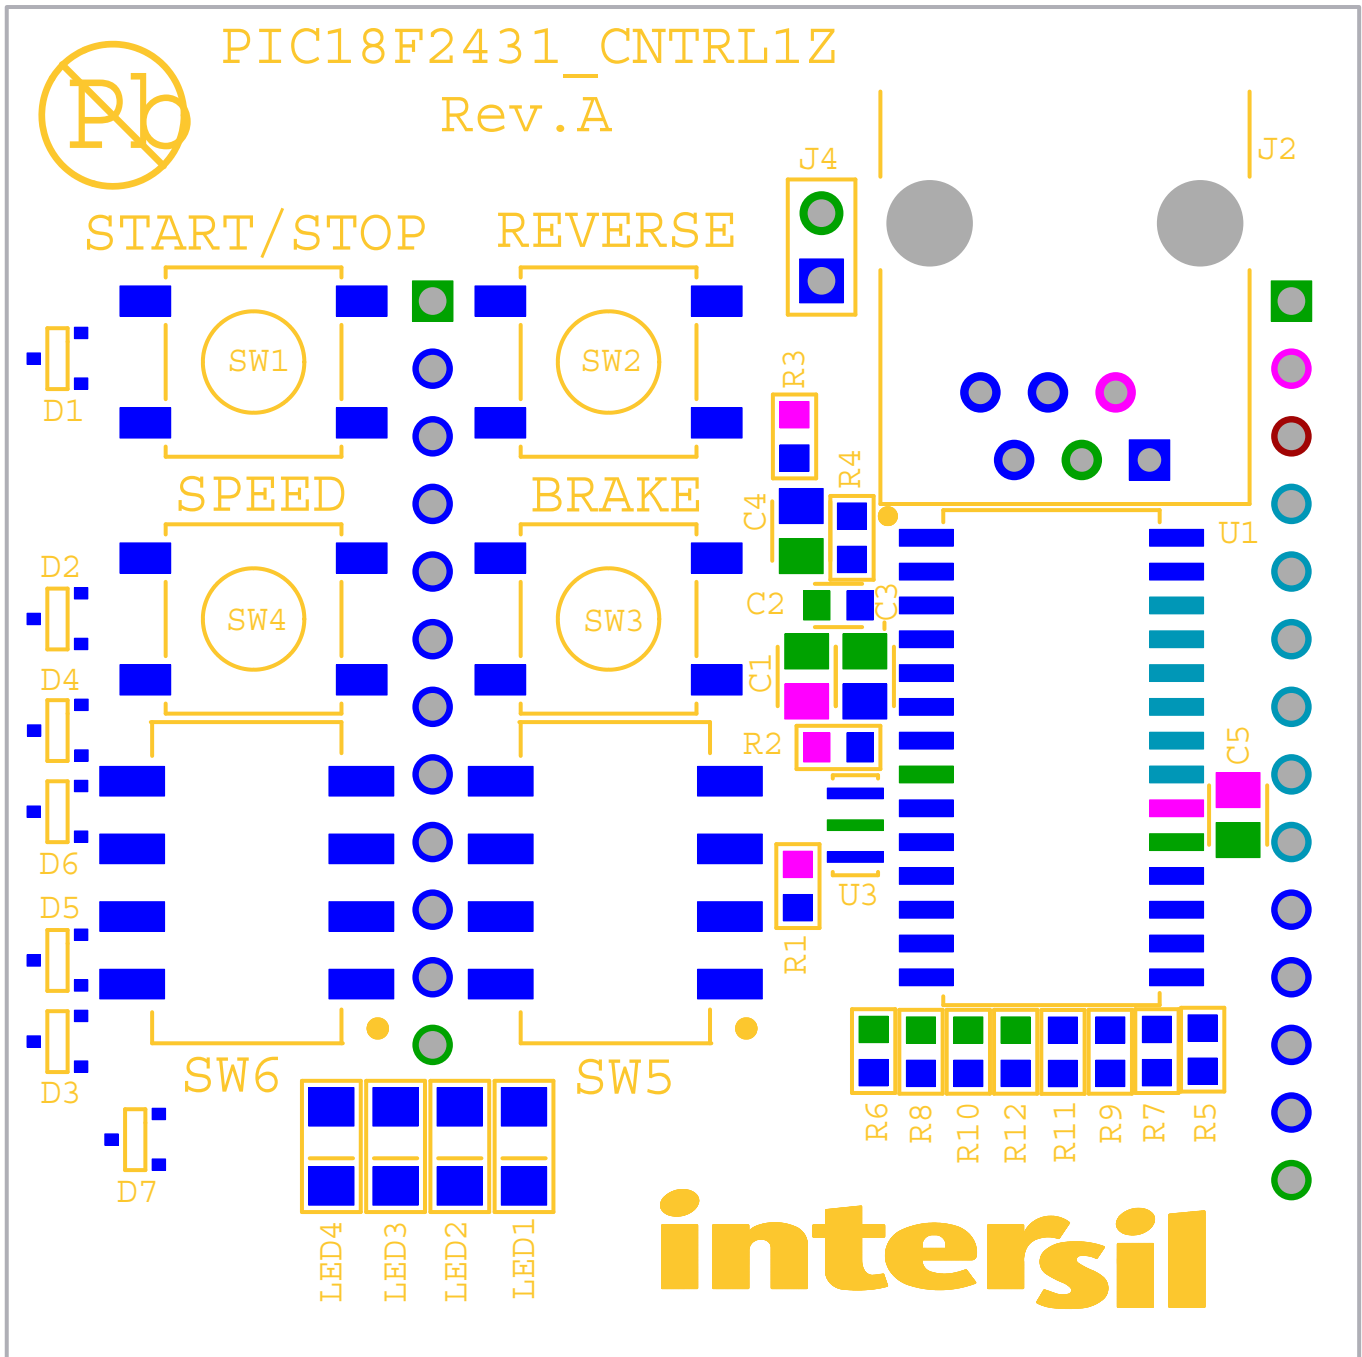 PIC18F2431_CNTRL1Z
Pb
Rev.A
J2
J4
START/STOP
REVERSE
SW1
SW2
R3
D1
R4
SPEED
BRAKE
C4
U1
D2
C2
C3
SW4
SW3
C1
D4
R2
C5
D6
U3
D5
R1
SW6
SW5
D3
R6
R8
R10
R12
R11
R9
R7
R5
D7
LED4
LED3
LED2
LED1
intersil